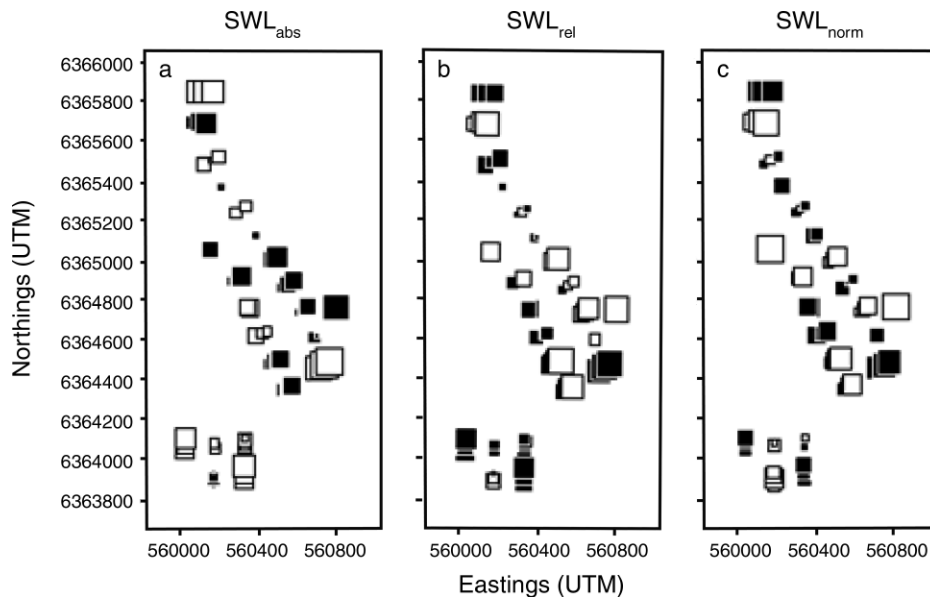 SWLabs SWLrel SWLnorm
a b c
6366000
6365800
6365600
6365400
6365200
6365000
6364800
6364600
6364400
6364000
6363800
Northings (UTM)
560000 560400 560800 560000 560400 560800 560000 560400 560800
Eastings (UTM)